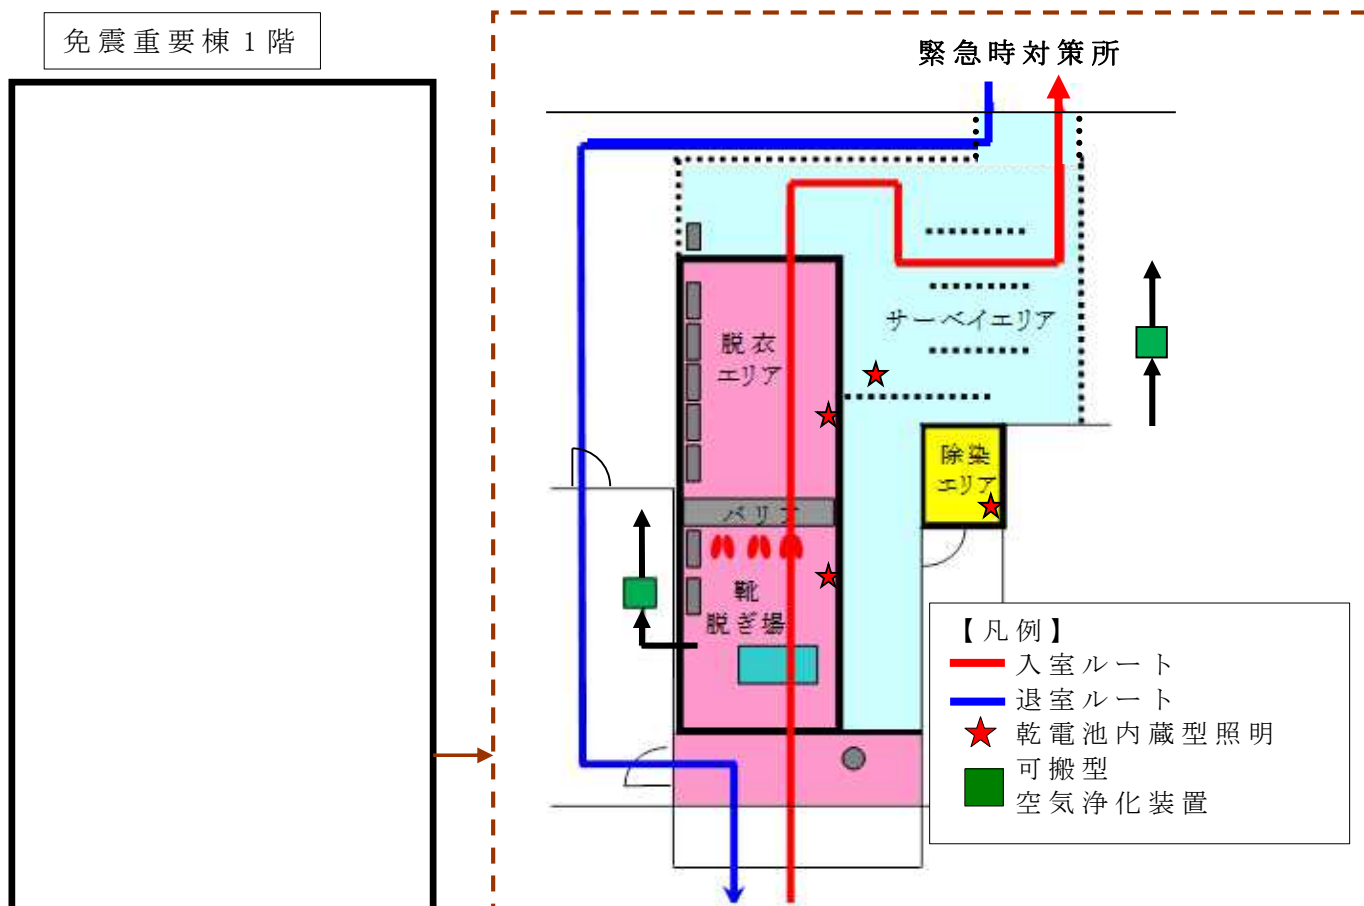 免震重要棟1階
緊急時対策所
サーベイエリア
脱衣
エリア
除染
エリア
バリア
靴
脱ぎ場
【凡例】
入室ルート
退室ルート
乾電池内蔵型照明
可搬型
空気浄化装置